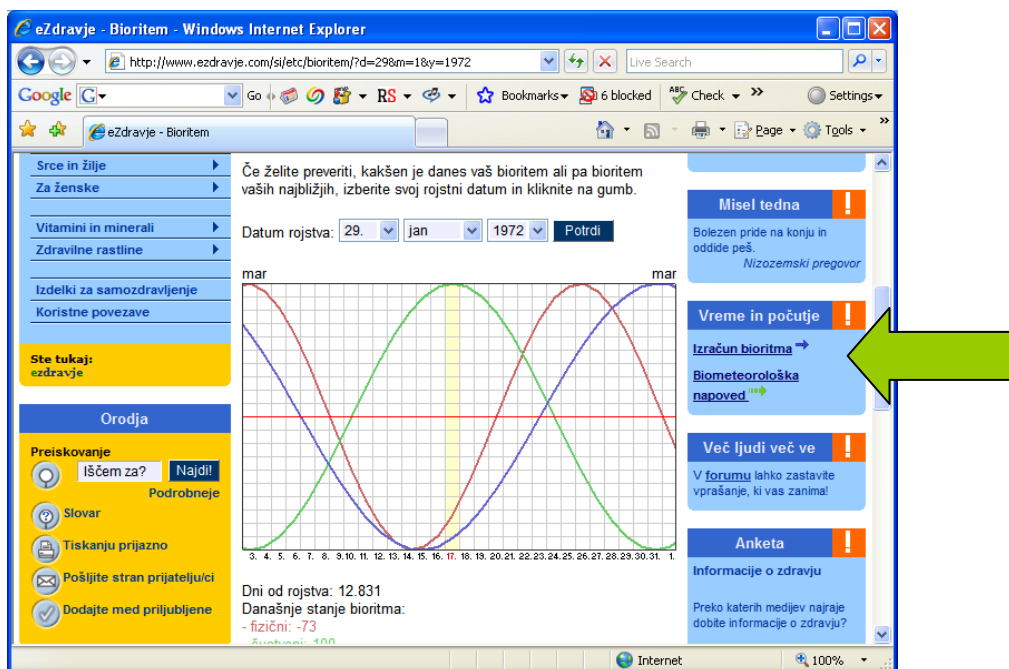 eZdravje - Bioritem - Windows Internet Explorer
http://www.ezdravje.com/si/etc/bioritem/?d=29&m=1&y=1972
Live Search
Google
G
Go
RS
Bookmarks
6 blocked
ABC
Check
Settings
eZdravje - Bioritem
Page
Tools
Srce in žilje
Za ženske
Vitamini in minerali
Zdravilne rastline
Izdelki za samozdravljenje
Koristne povezave
Ste tukaj:
ezdravje
Orodja
Preiskovanje
Iščem za?
Najdi!
Podrobneje
Slovar
Tiskanju prijazno
Pošljite stran prijatelju/ci
Dodajte med priljubljene
Če želite preveriti, kakšen je danes vaš bioritem ali pa bioritem
vaših najbližjih, izberite svoj rojstni datum in kliknite na gumb.
Datum rojstva: 29. jan 1972 Potrdi
mar mar
3. 4. 5. 6. 7. 8. 9. 10. 11. 12. 13. 14. 15. 16. 17. 18. 19. 20. 21. 22. 23. 24. 25. 26. 27. 28. 29. 30. 31. 1.
Dni od rojstva: 12.831
Današnje stanje bioritma:
- fizični: -73
- čustveni: 100
Misel tedna
!
Bolezen pride na konju in
oddide peš.
Nizozemski pregovor
Vreme in počutje
!
Izračun bioritma
Biometeorološka
napoved
Več ljudi več ve
!
V forumu lahko zastavite
vprašanje, ki vas zanima!
Anketa
!
Informacije o zdravju
Preko katerih medijev najraje
dobite informacije o zdravju?
Internet
100%